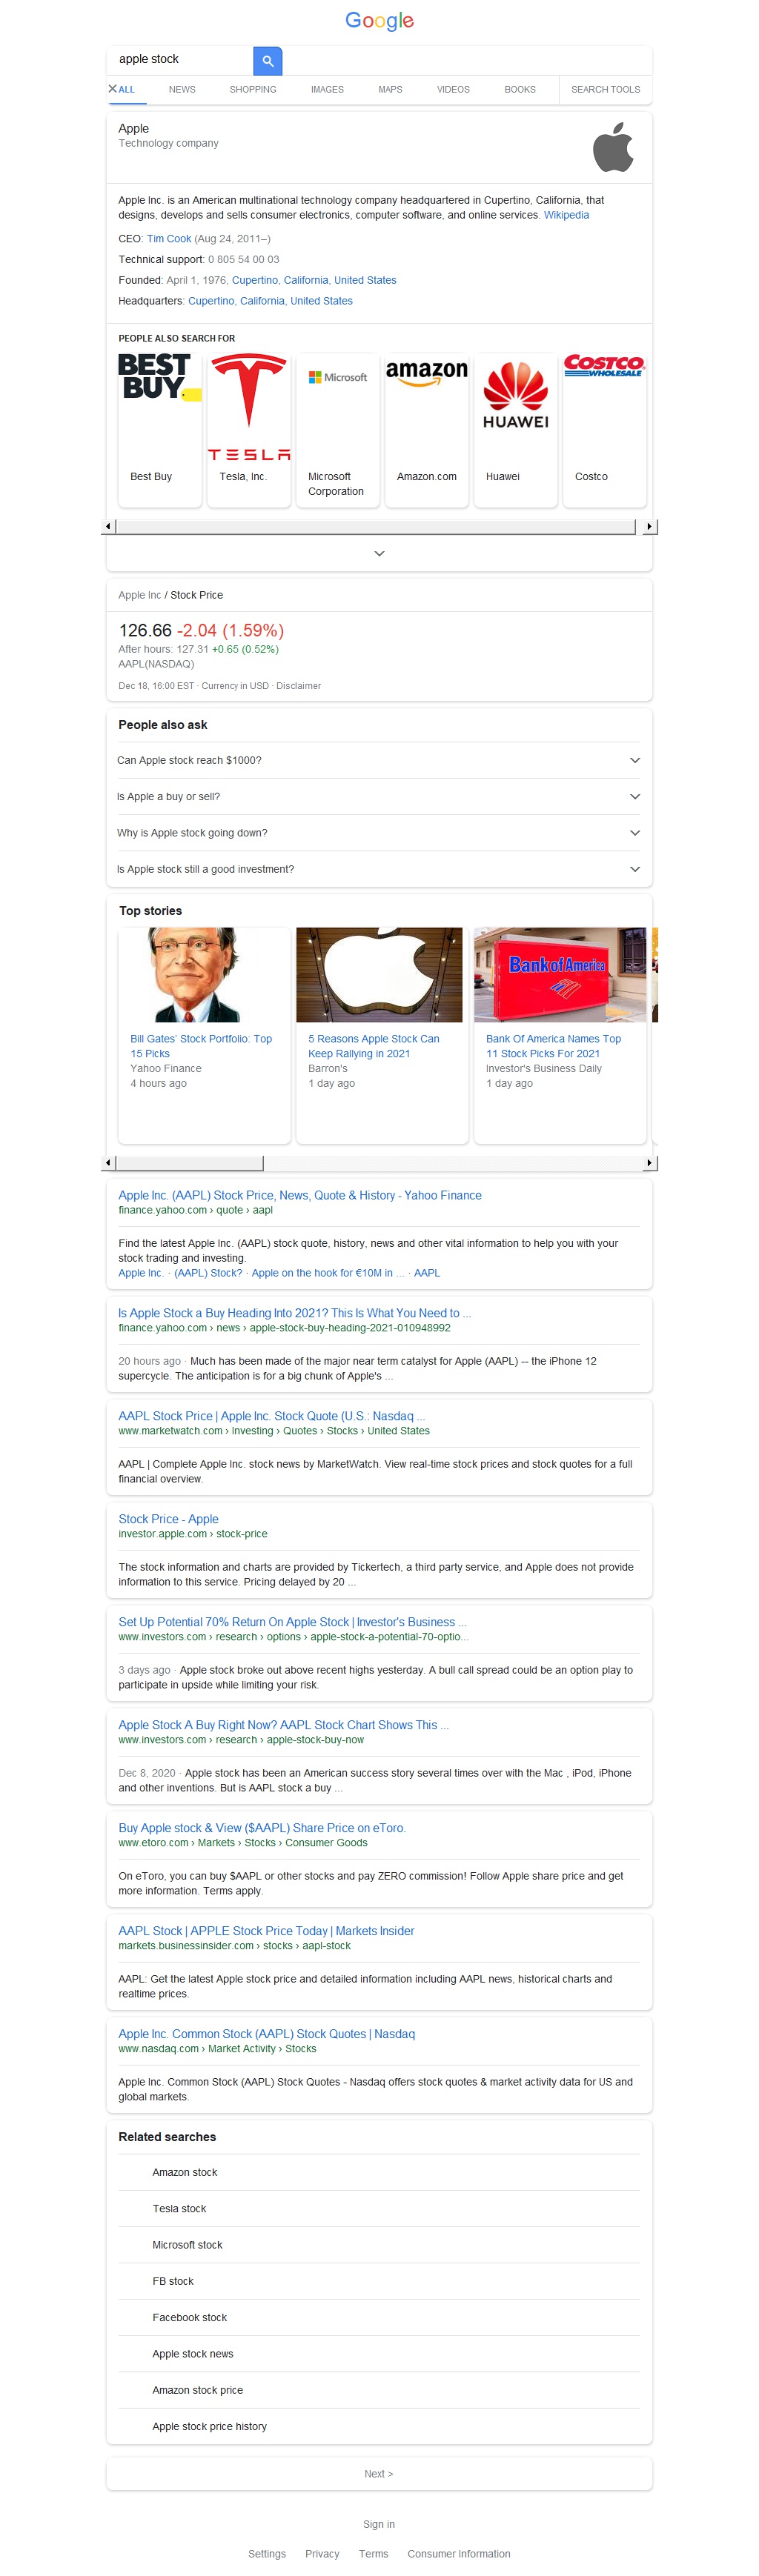 Google
apple stock
ALL NEWS SHOPPING IMAGES MAPS VIDEOS BOOKS SEARCH TOOLS
Apple
Technology company
Apple Inc. is an American multinational technology company headquartered in Cupertino, California, that
designs, develops and sells consumer electronics, computer software, and online services. Wikipedia
CEO: Tim Cook (Aug 24, 2011–)
Technical support: 0 805 54 00 03
Founded: April 1, 1976, Cupertino, California, United States
Headquarters: Cupertino, California, United States
PEOPLE ALSO SEARCH FOR
BEST
BUY
TESLA
Microsoft
amazon
HUAWEI
COSTCO
WHOLESALE
Best Buy
Tesla, Inc.
Microsoft
Corporation
Amazon.com
Huawei
Costco
Apple Inc / Stock Price
126.66 -2.04 (1.59%)
After hours: 127.31 +0.65 (0.52%)
AAPL(NASDAQ)
Dec 18, 16:00 EST · Currency in USD · Disclaimer
People also ask
Can Apple stock reach $1000?
Is Apple a buy or sell?
Why is Apple stock going down?
Is Apple stock still a good investment?
Top stories
Bill Gates' Stock Portfolio: Top
15 Picks
Yahoo Finance
4 hours ago
5 Reasons Apple Stock Can
Keep Rallying in 2021
Barron's
1 day ago
Bank of America
Bank Of America Names Top
11 Stock Picks For 2021
Investor's Business Daily
1 day ago
Apple Inc. (AAPL) Stock Price, News, Quote & History - Yahoo Finance
finance.yahoo.com › quote › aapl
Find the latest Apple Inc. (AAPL) stock quote, history, news and other vital information to help you with your
stock trading and investing.
Apple Inc. · (AAPL) Stock? · Apple on the hook for €10M in ... · AAPL
Is Apple Stock a Buy Heading Into 2021? This Is What You Need to ...
finance.yahoo.com › news › apple-stock-buy-heading-2021-010948992
20 hours ago · Much has been made of the major near term catalyst for Apple (AAPL) -- the iPhone 12
supercycle. The anticipation is for a big chunk of Apple's ...
AAPL Stock Price | Apple Inc. Stock Quote (U.S.: Nasdaq ...
www.marketwatch.com › Investing › Quotes › Stocks › United States
AAPL | Complete Apple Inc. stock news by MarketWatch. View real-time stock prices and stock quotes for a full
financial overview.
Stock Price - Apple
investor.apple.com › stock-price
The stock information and charts are provided by Tickertech, a third party service, and Apple does not provide
information to this service. Pricing delayed by 20 ...
Set Up Potential 70% Return On Apple Stock | Investor's Business ...
www.investors.com › research › options › apple-stock-a-potential-70-optio...
3 days ago · Apple stock broke out above recent highs yesterday. A bull call spread could be an option play to
participate in upside while limiting your risk.
Apple Stock A Buy Right Now? AAPL Stock Chart Shows This ...
www.investors.com › research › apple-stock-buy-now
Dec 8, 2020 · Apple stock has been an American success story several times over with the Mac , iPod, iPhone
and other inventions. But is AAPL stock a buy ...
Buy Apple stock & View ($AAPL) Share Price on eToro.
www.etoro.com › Markets › Stocks › Consumer Goods
On eToro, you can buy $AAPL or other stocks and pay ZERO commission! Follow Apple share price and get
more information. Terms apply.
AAPL Stock | APPLE Stock Price Today | Markets Insider
markets.businessinsider.com › stocks › aapl-stock
AAPL: Get the latest Apple stock price and detailed information including AAPL news, historical charts and
realtime prices.
Apple Inc. Common Stock (AAPL) Stock Quotes | Nasdaq
www.nasdaq.com › Market Activity › Stocks
Apple Inc. Common Stock (AAPL) Stock Quotes - Nasdaq offers stock quotes & market activity data for US and
global markets.
Related searches
Amazon stock
Tesla stock
Microsoft stock
FB stock
Facebook stock
Apple stock news
Amazon stock price
Apple stock price history
Next >
Sign in
Settings Privacy Terms Consumer Information